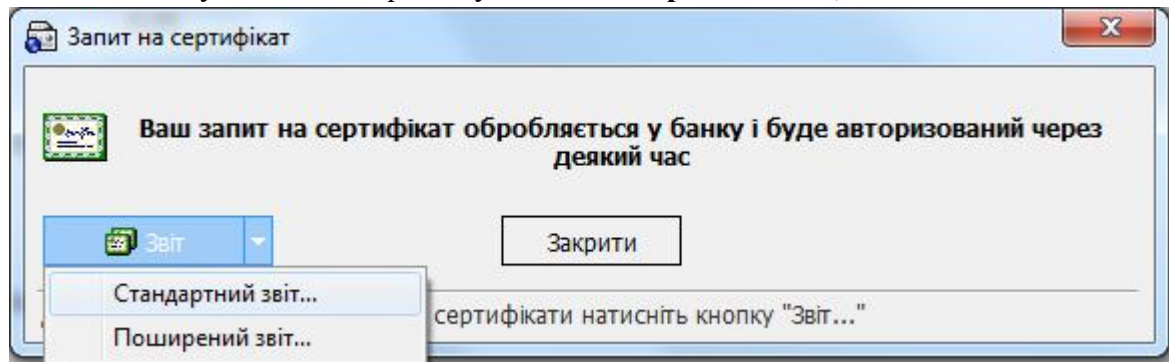 Запит на сертифікат
Ваш запит на сертифікат обробляється у банку і буде авторизований через
деякий час
Звіт
Закрити
Стандартний звіт...
сертифікати натисніть кнопку "Звіт..."
Поширений звіт...